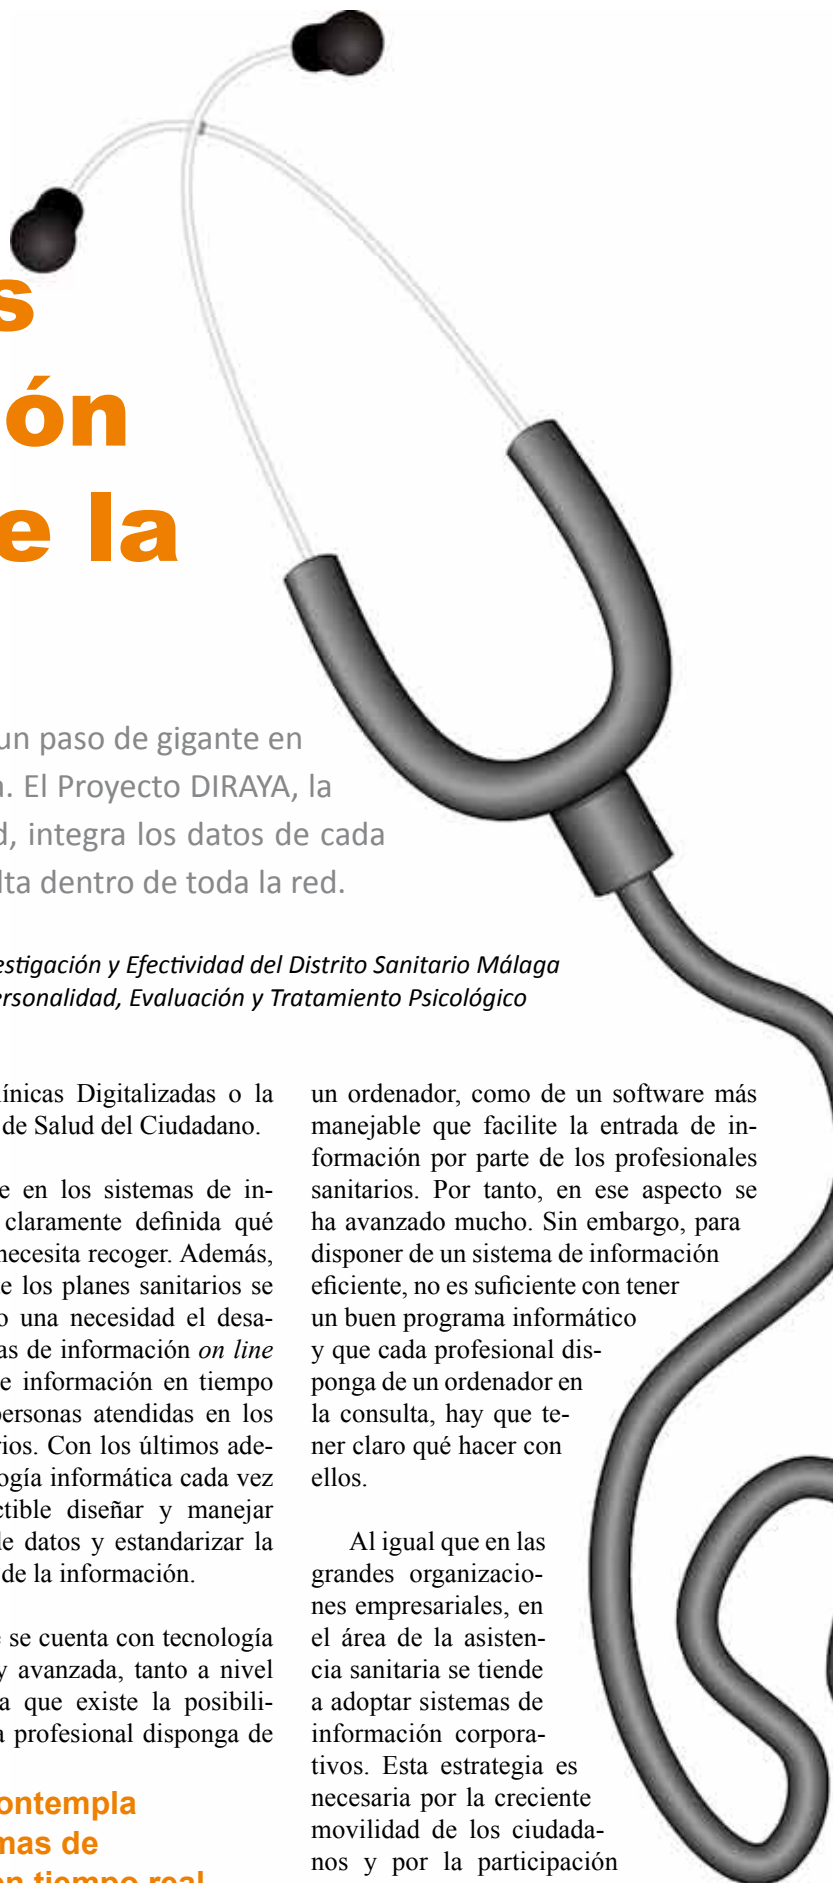 s
ón
e la
un paso de gigante en
a. El Proyecto DIRAYA, la
d, integra los datos de cada
lta dentro de toda la red.
estigación y Efectividad del Distrito Sanitario Málaga
ersonalidad, Evaluación y Tratamiento Psicológico
línicas Digitalizadas o la
de Salud del Ciudadano.
e en los sistemas de in-
claramente definida qué
necesita recoger. Además,
e los planes sanitarios se
o una necesidad el desa-
as de información on line
e información en tiempo
personas atendidas en los
rios. Con los últimos ade-
logía informática cada vez
ctible diseñar y manejar
de datos y estandarizar la
de la información.
e se cuenta con tecnología
y avanzada, tanto a nivel
a que existe la posibili-
a profesional disponga de
ontempla
mas de
en tiempo real
un ordenador, como de un software más
manejable que facilite la entrada de in-
formación por parte de los profesionales
sanitarios. Por tanto, en ese aspecto se
ha avanzado mucho. Sin embargo, para
disponer de un sistema de información
eficiente, no es suficiente con tener
un buen programa informático
y que cada profesional dis-
ponga de un ordenador en
la consulta, hay que te-
ner claro qué hacer con
ellos.
Al igual que en las
grandes organizacio-
nes empresariales, en
el área de la asisten-
cia sanitaria se tiende
a adoptar sistemas de
información corpora-
tivos. Esta estrategia es
necesaria por la creciente
movilidad de los ciudada-
nos y por la participación